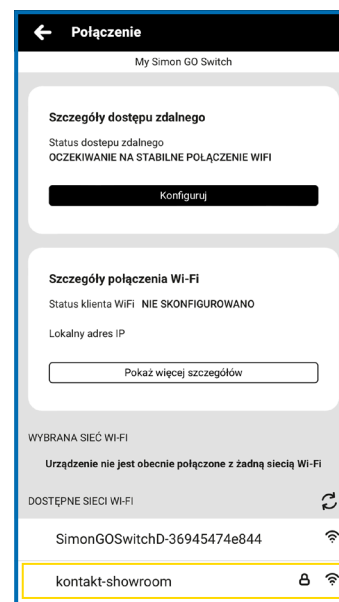 Połączenie
My Simon GO Switch
Szczegóły dostępu zdalnego
Status dostepu zdalnego
OCZEKIWANIE NA STABILNE POŁĄCZENIE WIFI
Konfiguruj
Szczegóły połączenia Wi-Fi
Status klienta WiFi NIE SKONFIGUROWANO
Lokalny adres IP
Pokaż więcej szczegółów
WYBRANA SIEĆ WI-FI
Urządzenie nie jest obecnie połączone z żadną siecią Wi-Fi
DOSTĘPNE SIECI WI-FI
SimonGOSwitchD-36945474e844
kontakt-showroom